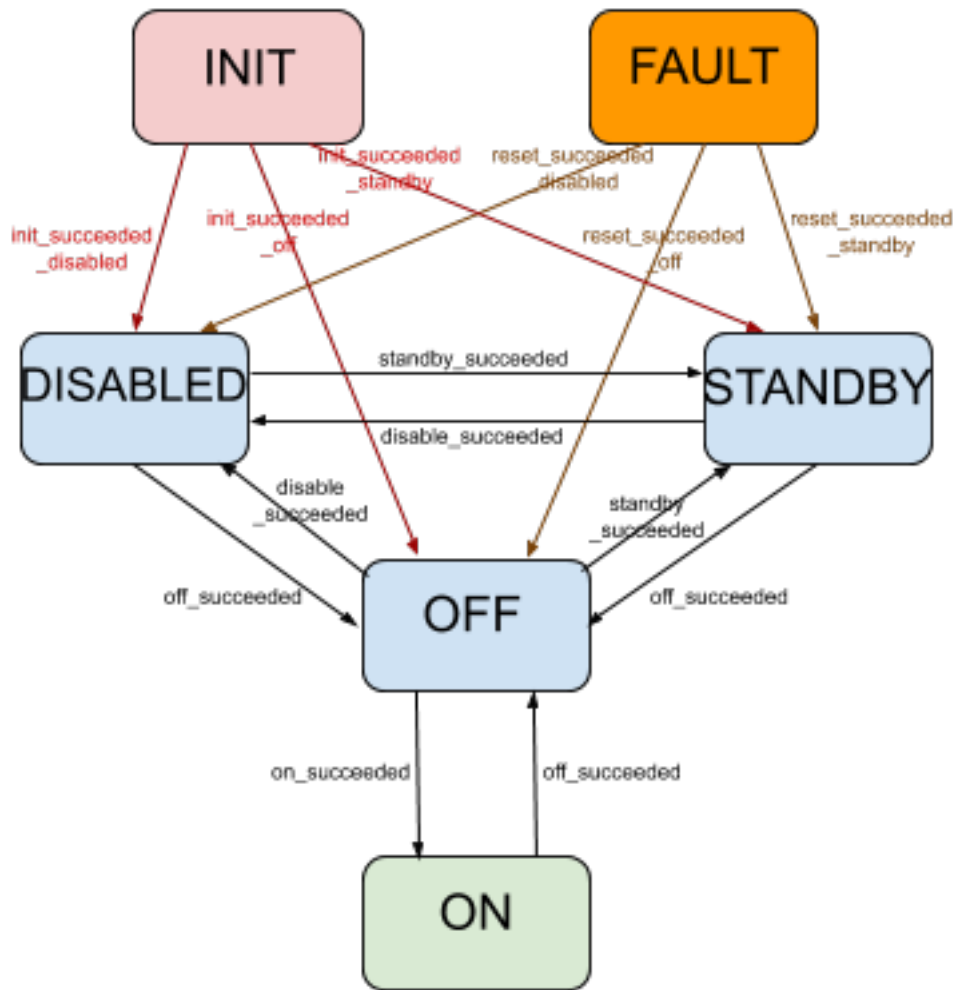 INIT
FAULT
init_succeeded
_standby
reset_succeeded
_disabled
init_succeeded
_disabled
init_succeeded
_off
reset_succeeded
_off
reset_succeeded
_standby
DISABLED
STANDBY
standby_succeeded
disable_succeeded
disable
_succeeded
standby
_succeeded
off_succeeded
off_succeeded
OFF
on_succeeded
off_succeeded
ON